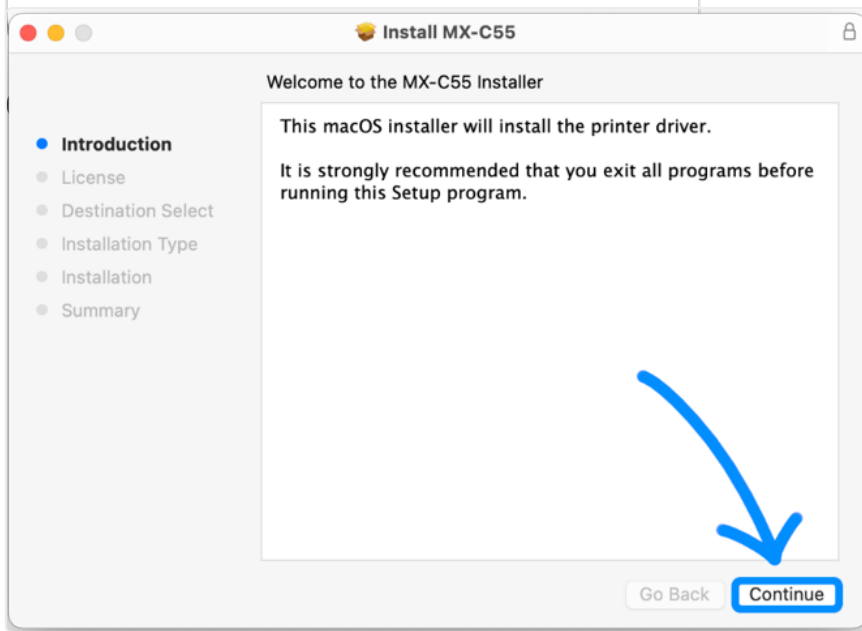 Install MX-C55
Welcome to the MX-C55 Installer
Introduction
License
Destination Select
Installation Type
Installation
Summary
This macOS installer will install the printer driver.
It is strongly recommended that you exit all programs before
running this Setup program.
Go Back
Continue